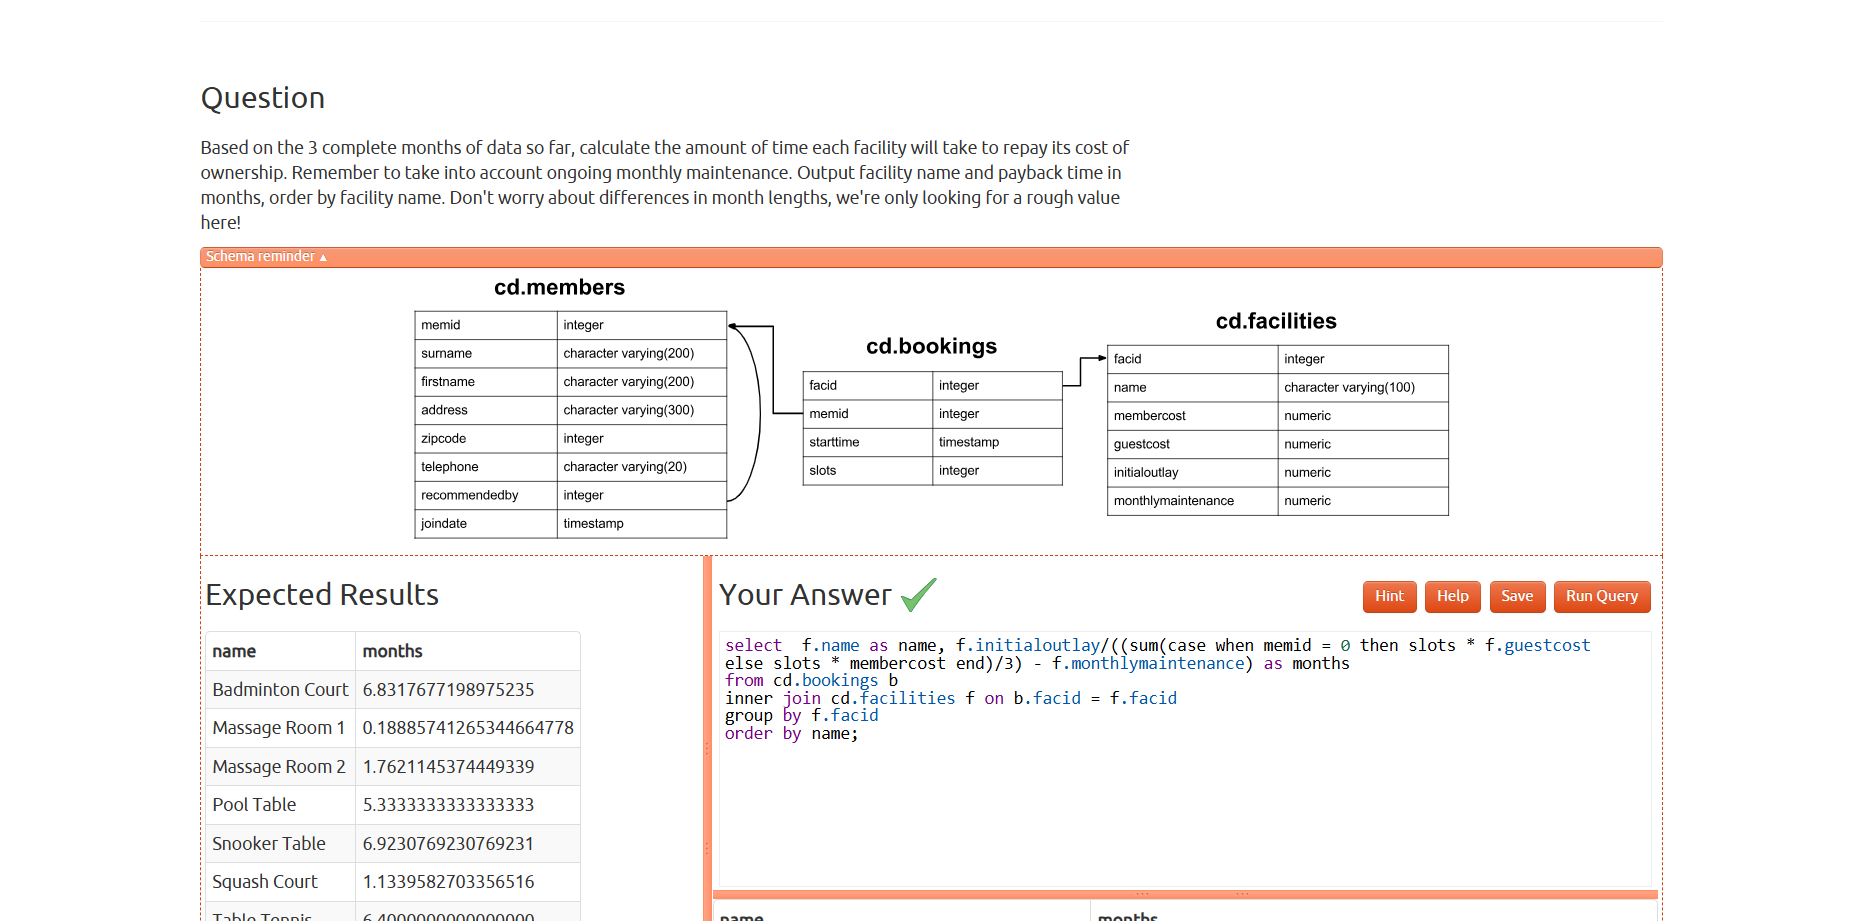 Question
Based on the 3 complete months of data so far, calculate the amount of time each facility will take to repay its cost of
ownership. Remember to take into account ongoing monthly maintenance. Output facility name and payback time in
months, order by facility name. Don't worry about differences in month lengths, we're only looking for a rough value
here!
Schema reminder ▲
cd.members
memid integer
surname character varying(200)
firstname character varying(200)
address character varying(300)
zipcode integer
telephone character varying(20)
recommendedby integer
joindate timestamp
cd.bookings
facid integer
memid integer
starttime timestamp
slots integer
cd.facilities
facid integer
name character varying(100)
membercost numeric
guestcost numeric
initialoutlay numeric
monthlymaintenance numeric
Expected Results
name months
Badminton Court 6.8317677198975235
Massage Room 1 0.18885741265344664778
Massage Room 2 1.7621145374449339
Pool Table 5.3333333333333333
Snooker Table 6.9230769230769231
Squash Court 1.1339582703356516
Table Tennis 6.4000000000000000
Your Answer
Hint Help Save Run Query
select  f.name as name, f.initialoutlay/((sum(case when memid = 0 then slots * f.guestcost
else slots * membercost end)/3) - f.monthlymaintenance) as months
from cd.bookings b
inner join cd.facilities f on b.facid = f.facid
group by f.facid
order by name;
name months